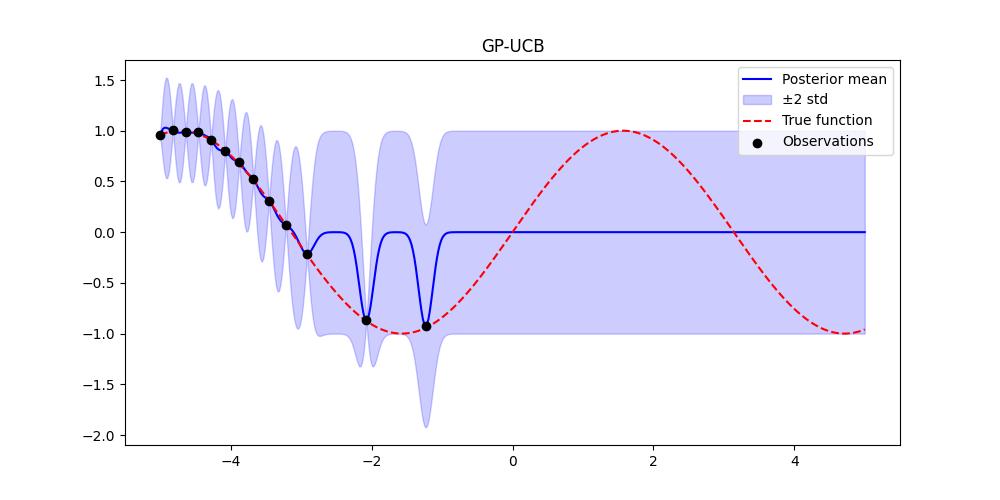 GP-UCB
Posterior mean
±2 std
True function
Observations
1.5
1.0
0.5
0.0
−0.5
−1.0
−1.5
−2.0
−4 −2 0 2 4